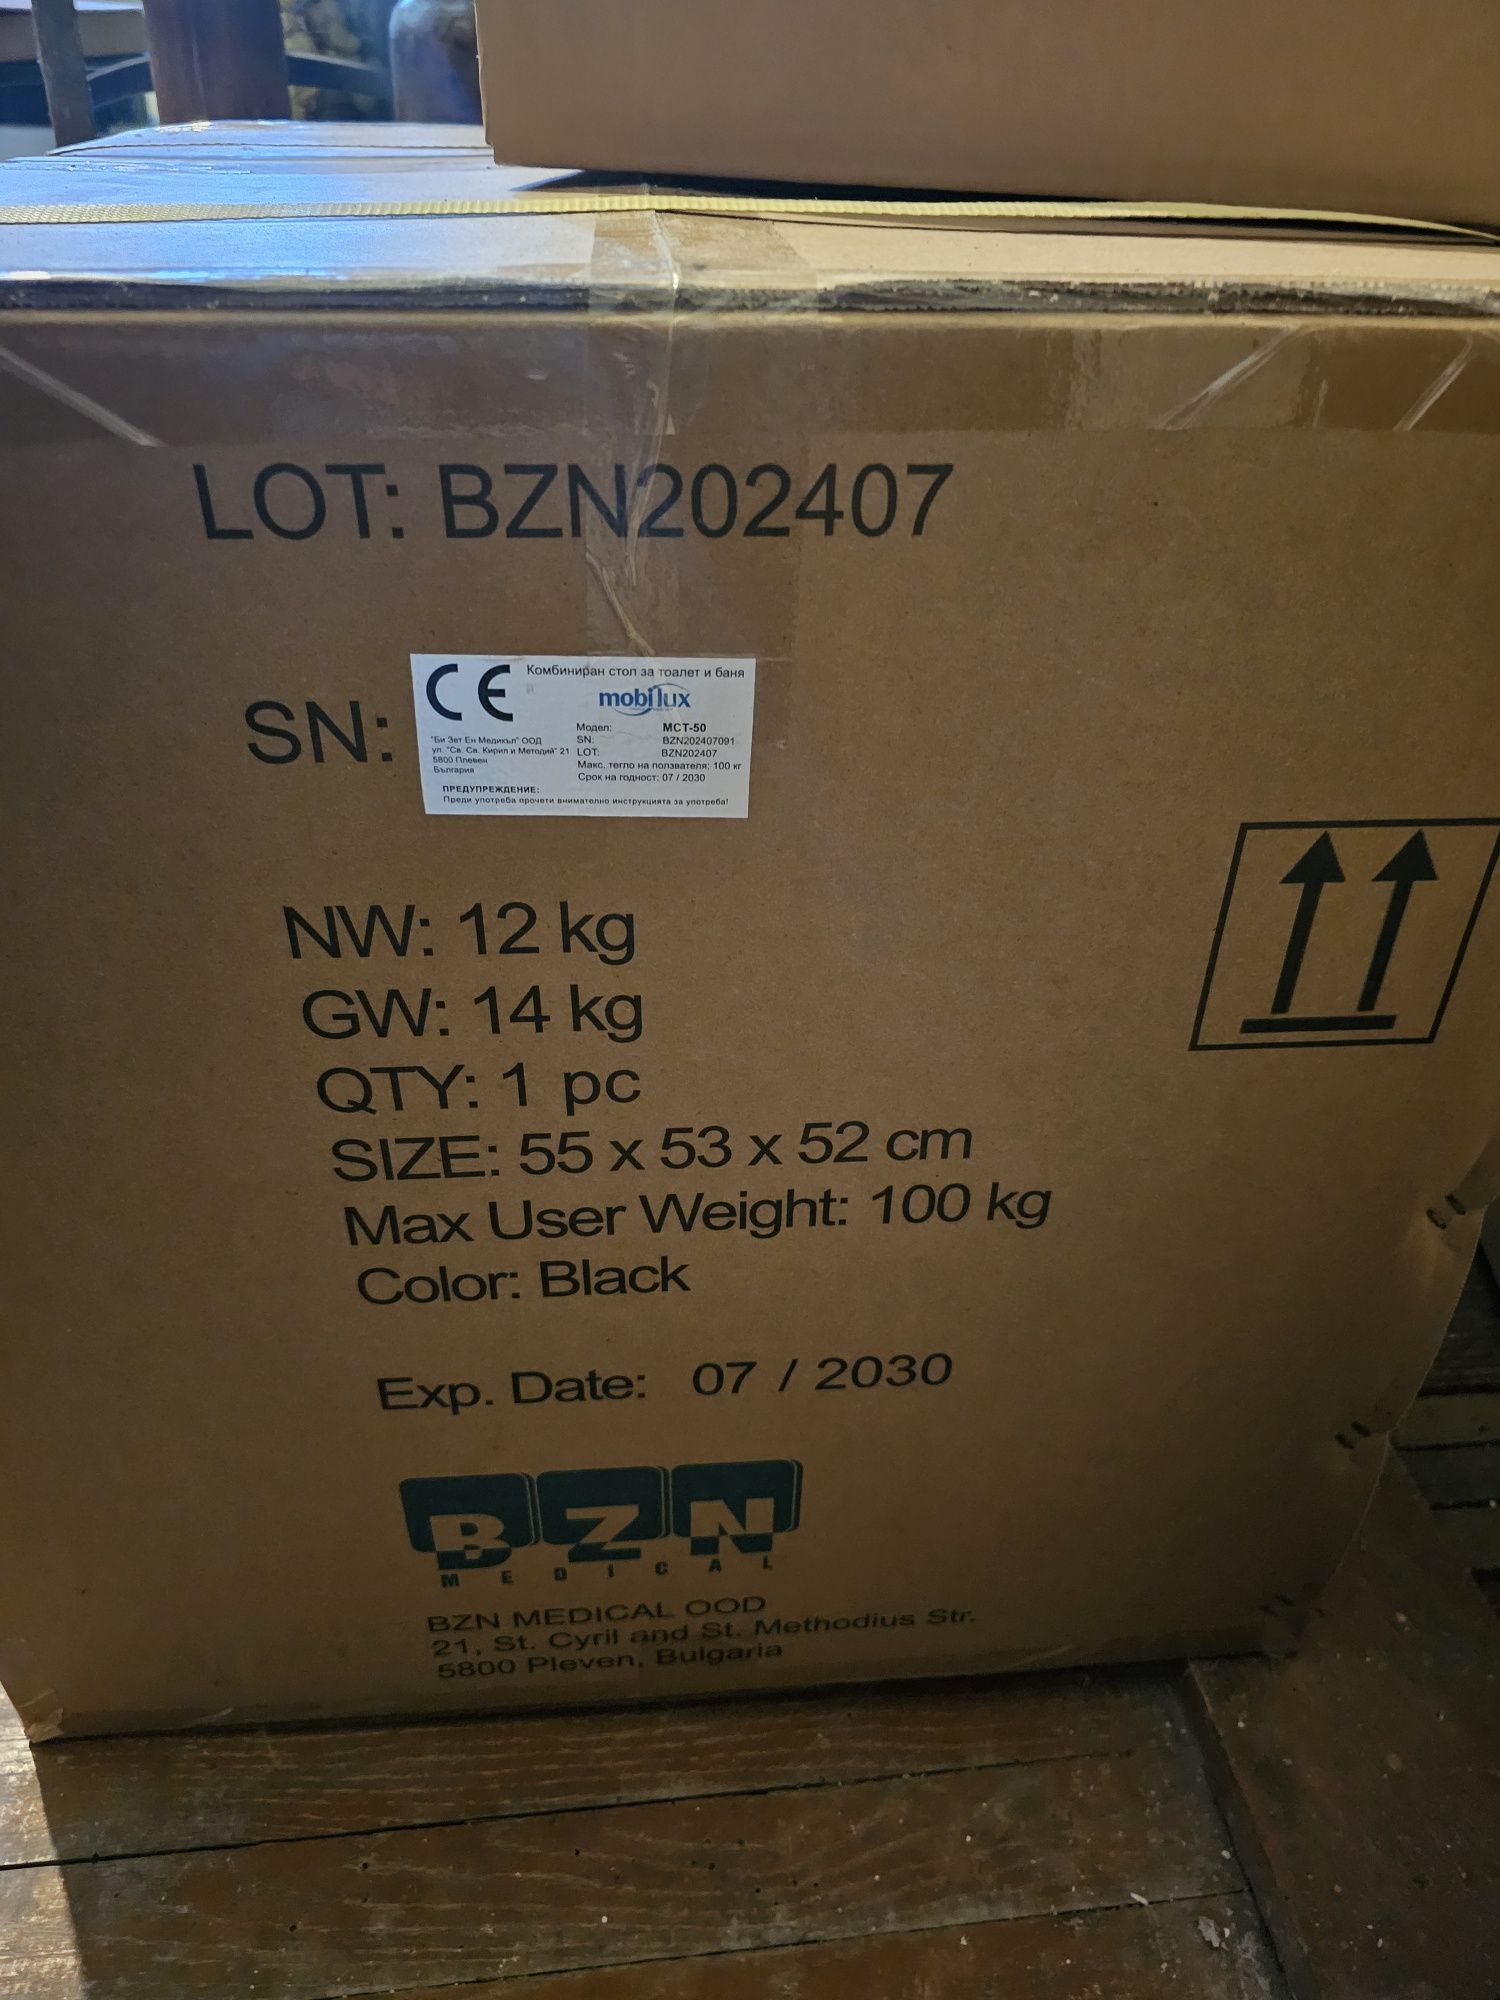 LOT: BZN202407
SN:
CE
Комбиниран стол за тоалет и баня
mobilux
Модел: MCT-50
SN: BZN202407091
LOT: BZN202407
Макс. тегло на ползвателя: 100 кг
Срок на годност: 07 / 2030
"Би Зет Ен Медикъл" ООД
ул. "Св. Св. Кирил и Методий" 21
5800 Плевен
България
ПРЕДУПРЕЖДЕНИЕ:
Преди употреба прочети внимателно инструкцията за употреба!
NW: 12 kg
GW: 14 kg
QTY: 1 pc
SIZE: 55 x 53 x 52 cm
Max User Weight: 100 kg
Color: Black
Exp. Date: 07 / 2030
BZN
MEDICAL
BZN MEDICAL OOD
21, St. Cyril and St. Methodius Str.
5800 Pleven, Bulgaria